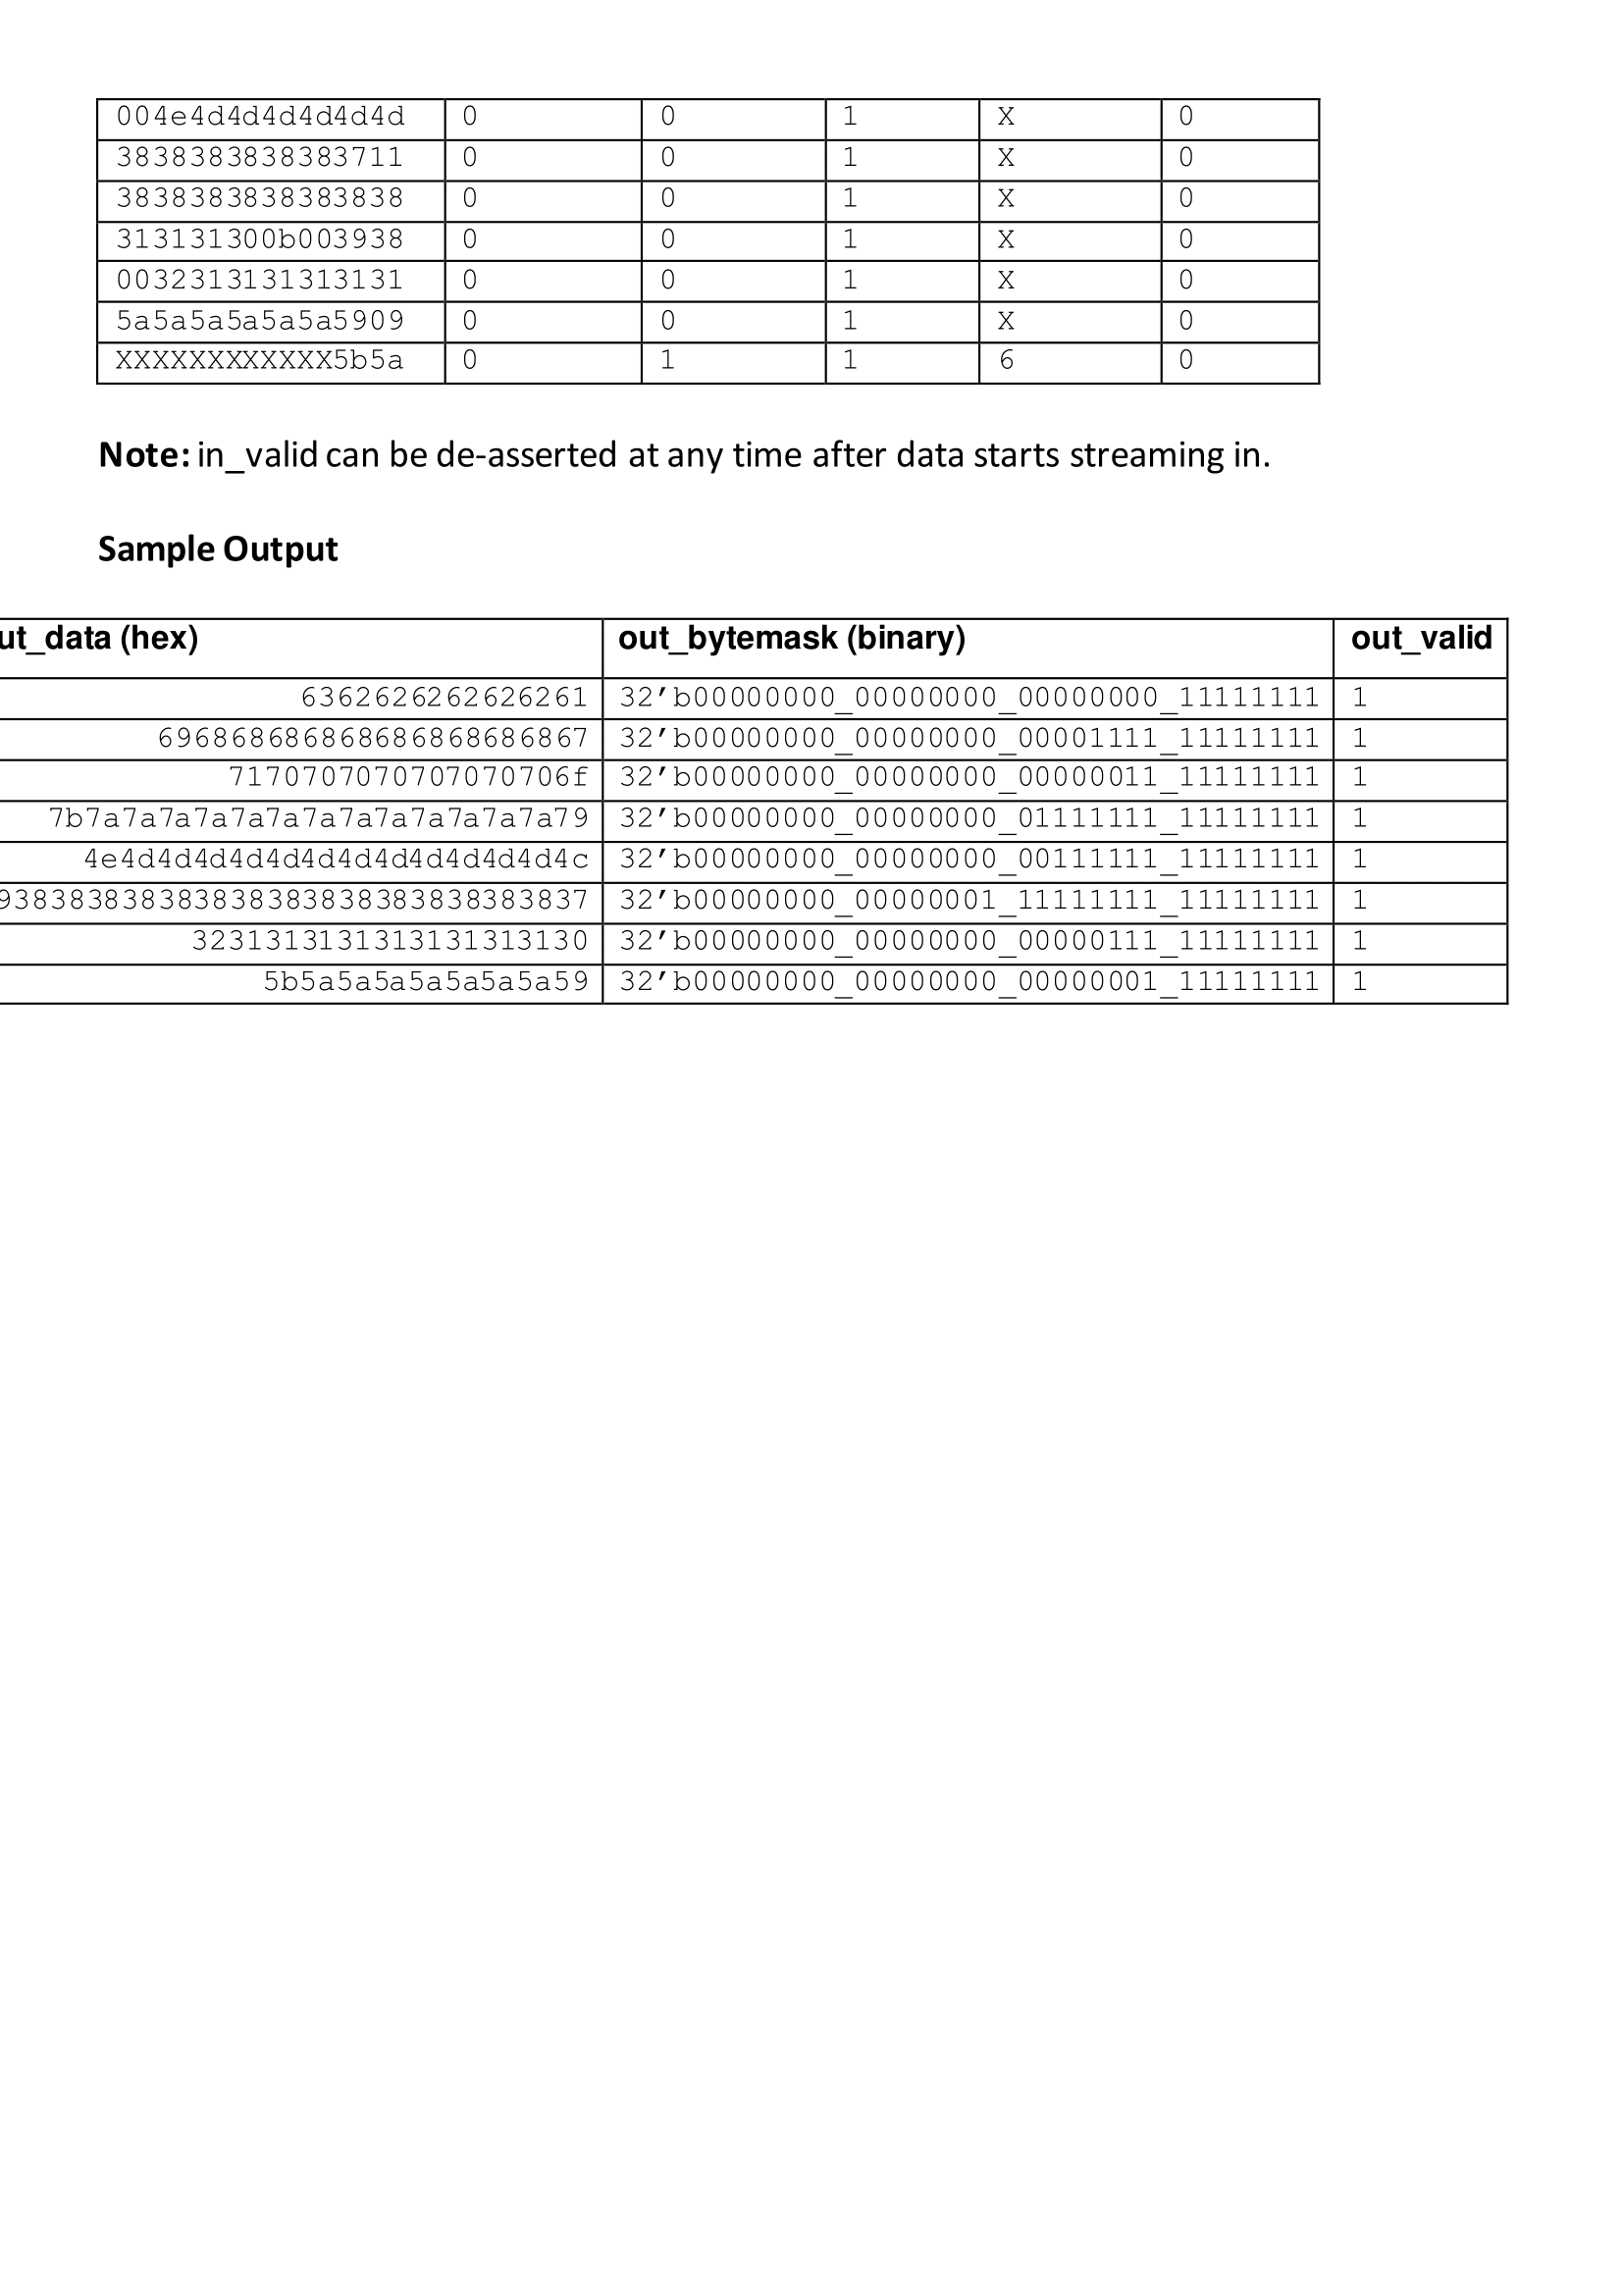 004e4d4d4d4d4d4d 0 0 1 X 0
3838383838383711 0 0 1 X 0
3838383838383838 0 0 1 X 0
313131300b003938 0 0 1 X 0
0032313131313131 0 0 1 X 0
5a5a5a5a5a5a5909 0 0 1 X 0
XXXXXXXXXXXX5b5a 0 1 1 6 0
Note: in_valid can be de-asserted at any time after data starts streaming in.
Sample Output
ut_data (hex) out_bytemask (binary) out_valid
6362626262626261 32’b00000000_00000000_00000000_11111111 1
696868686868686868686867 32’b00000000_00000000_00001111_11111111 1
7170707070707070706f 32’b00000000_00000000_00000011_11111111 1
7b7a7a7a7a7a7a7a7a7a7a7a7a7a79 32’b00000000_00000000_01111111_11111111 1
4e4d4d4d4d4d4d4d4d4d4d4d4d4c 32’b00000000_00000000_00111111_11111111 1
938383838383838383838383838383837 32’b00000000_00000001_11111111_11111111 1
3231313131313131313130 32’b00000000_00000000_00000111_11111111 1
5b5a5a5a5a5a5a5a59 32’b00000000_00000000_00000001_11111111 1